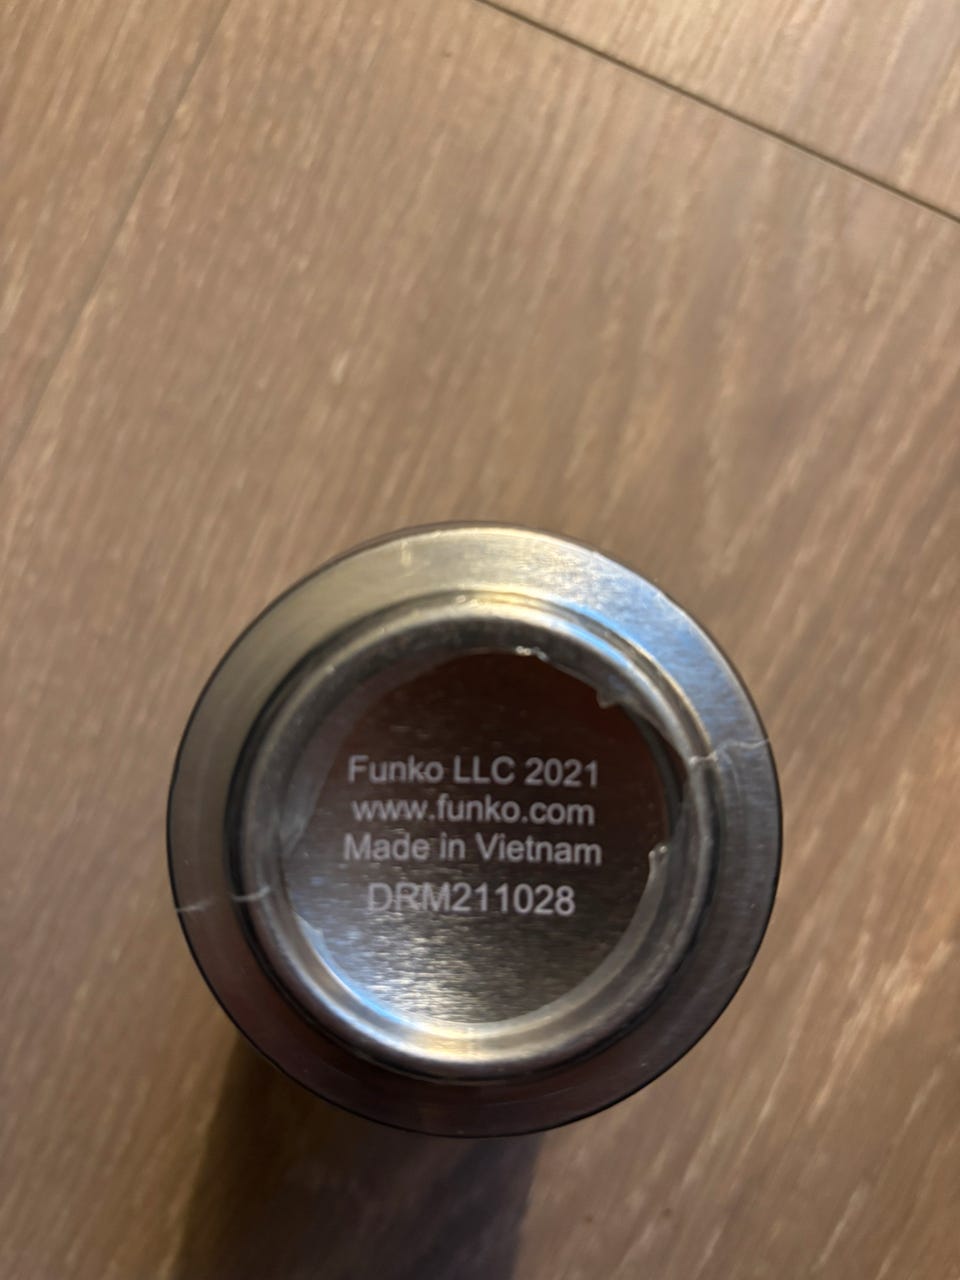 Funko LLC 2021
www.funko.com
Made in Vietnam
DRM211028